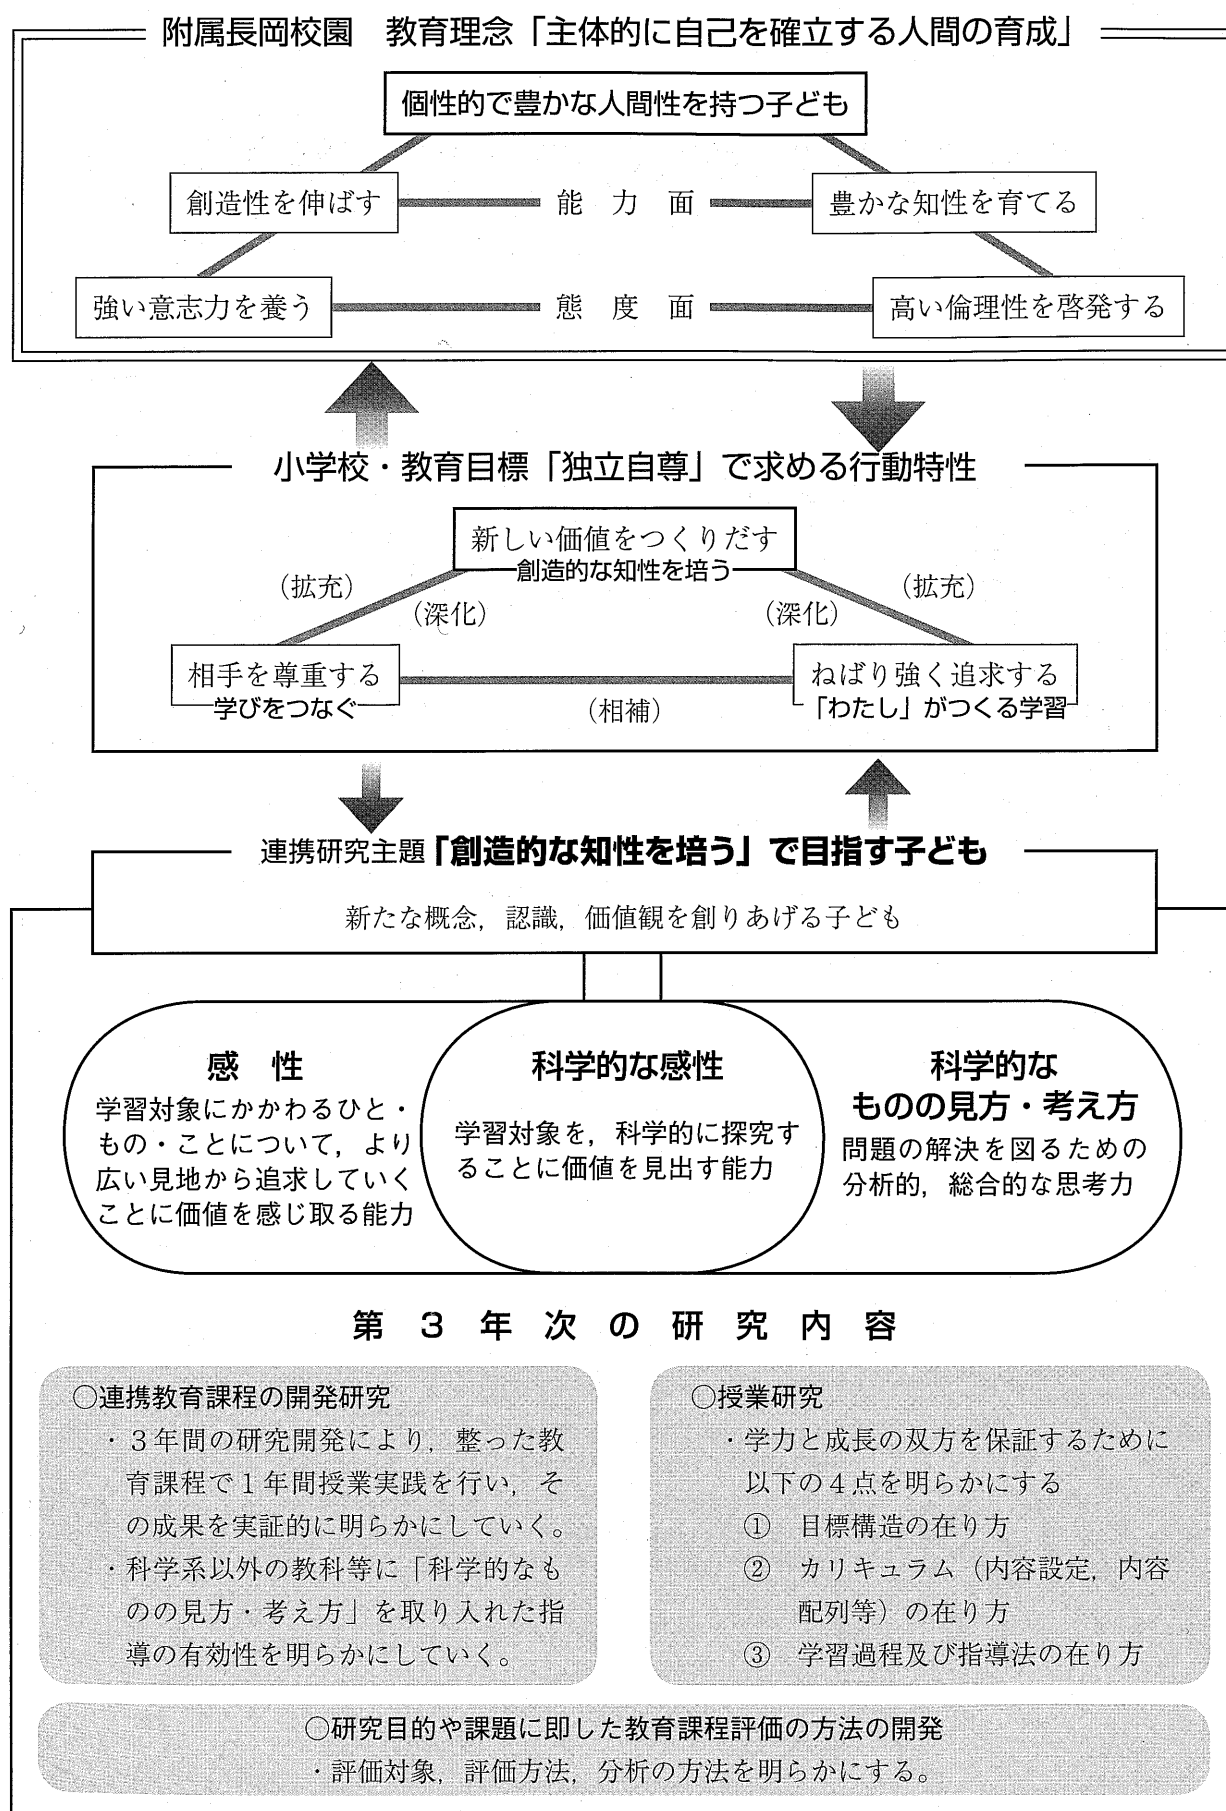 附属長岡校園　教育理念「主体的に自己を確立する人間の育成」
個性的で豊かな人間性を持つ子ども
創造性を伸ばす　能　力　面　豊かな知性を育てる
強い意志力を養う　態　度　面　高い倫理性を啓発する
小学校・教育目標「独立自尊」で求める行動特性
新しい価値をつくりだす
創造的な知性を培う
（拡充）　（拡充）
（深化）　（深化）
相手を尊重する　ねばり強く追求する
学びをつなぐ　「わたし」がつくる学習
（相補）
連携研究主題「創造的な知性を培う」で目指す子ども
新たな概念，認識，価値観を創りあげる子ども
感　性
学習対象にかかわるひと・
もの・ことについて，より
広い見地から追求していく
ことに価値を感じ取る能力
科学的な感性
学習対象を，科学的に探究す
ることに価値を見出す能力
科学的な
ものの見方・考え方
問題の解決を図るための
分析的，総合的な思考力
第　3　年　次　の　研　究　内　容
○連携教育課程の開発研究
・３年間の研究開発により，整った教
育課程で１年間授業実践を行い，そ
の成果を実証的に明らかにしていく。
・科学系以外の教科等に「科学的なも
のの見方・考え方」を取り入れた指
導の有効性を明らかにしていく。
○授業研究
・学力と成長の双方を保証するために
以下の４点を明らかにする
①　目標構造の在り方
②　カリキュラム（内容設定，内容
配列等）の在り方
③　学習過程及び指導法の在り方
○研究目的や課題に即した教育課程評価の方法の開発
・評価対象，評価方法，分析の方法を明らかにする。